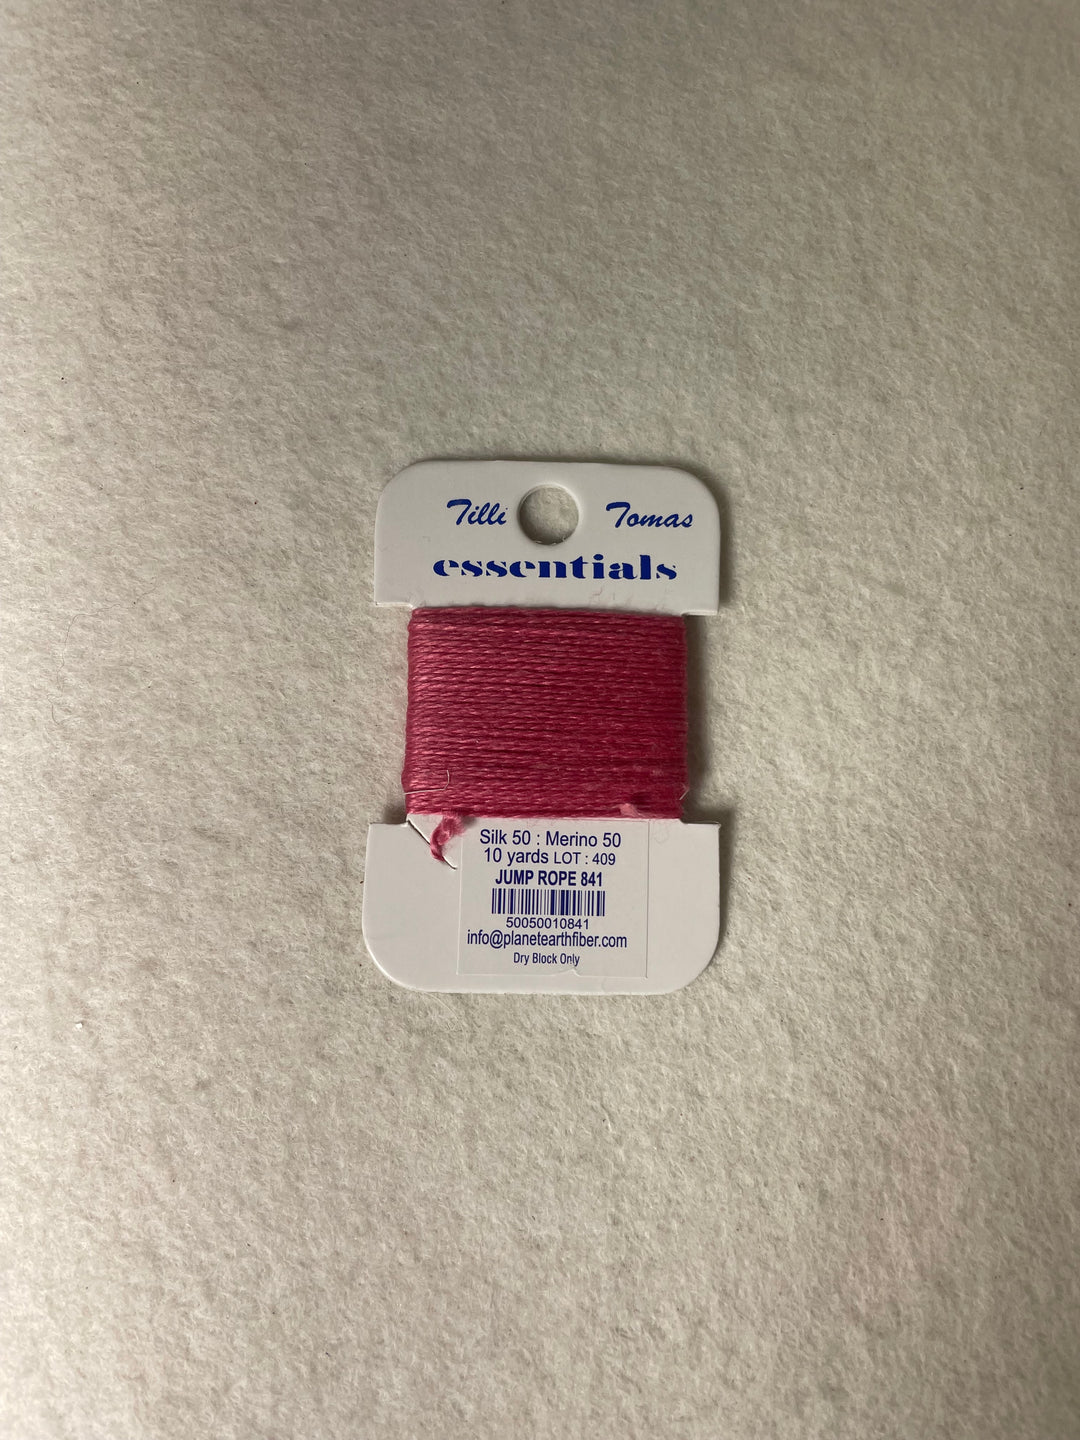 Tilli Tomas
essentials
Silk 50 : Merino 50
10 yards LOT : 409
JUMP ROPE 841
50050010841
info@planetearthfiber.com
Dry Block Only